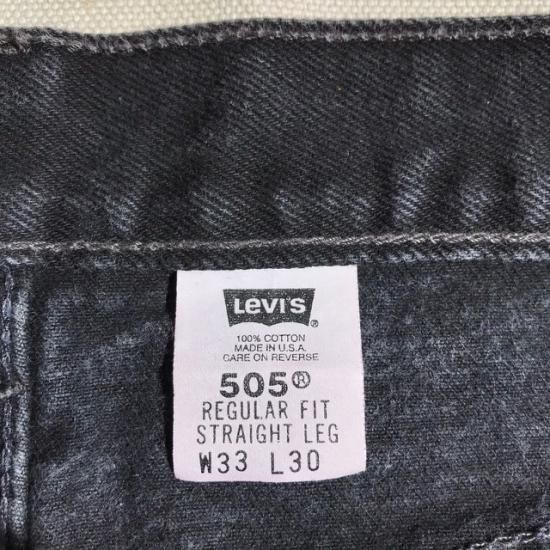 Levi's ®
100% COTTON
MADE IN U.S.A.
CARE ON REVERSE
505®
REGULAR FIT
STRAIGHT LEG
W33 L30